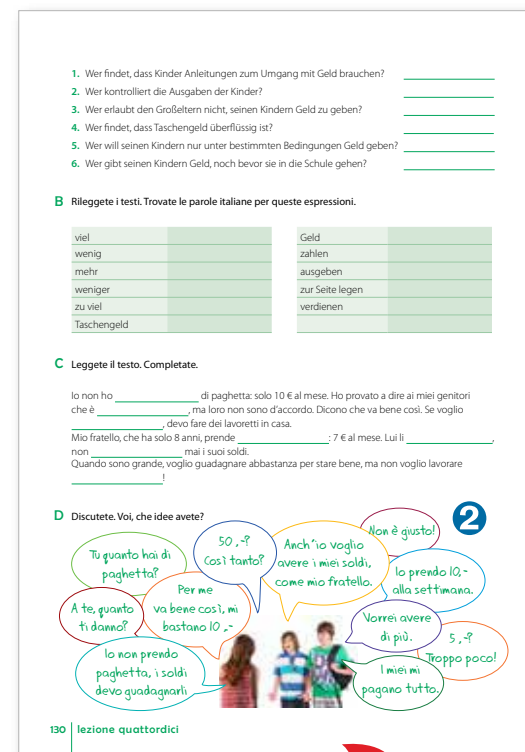 1. Wer findet, dass Kinder Anleitungen zum Umgang mit Geld brauchen?
2. Wer kontrolliert die Ausgaben der Kinder?
3. Wer erlaubt den Großeltern nicht, seinen Kindern Geld zu geben?
4. Wer findet, dass Taschengeld überflüssig ist?
5. Wer will seinen Kindern nur unter bestimmten Bedingungen Geld geben?
6. Wer gibt seinen Kindern Geld, noch bevor sie in die Schule gehen?
B Rileggete i testi. Trovate le parole italiane per queste espressioni.
viel
wenig
mehr
weniger
zu viel
Taschengeld
Geld
zahlen
ausgeben
zur Seite legen
verdienen
C Leggete il testo. Completate.
Io non ho ____ di paghetta: solo 10 € al mese. Ho provato a dire ai miei genitori
che è ____, ma loro non sono d'accordo. Dicono che va bene così. Se voglio
____, devo fare dei lavoretti in casa.
Mio fratello, che ha solo 8 anni, prende ____: 7 € al mese. Lui li ____,
non ____ mai i suoi soldi.
Quando sono grande, voglio guadagnare abbastanza per stare bene, ma non voglio lavorare
____!
D Discutete. Voi, che idee avete?
2
Tu quanto hai di
paghetta?
50,-?
Così tanto?
Anch'io voglio
avere i miei soldi,
come mio fratello.
Non è giusto!
Io prendo 10,-
alla settimana.
A te, quanto
ti danno?
Per me
va bene così, mi
bastano 10,-
Vorrei avere
di più.
5,-?
Troppo poco!
Io non prendo
paghetta, i soldi
devo guadagnarli
I miei mi
pagano tutto.
130 lezione quattordici